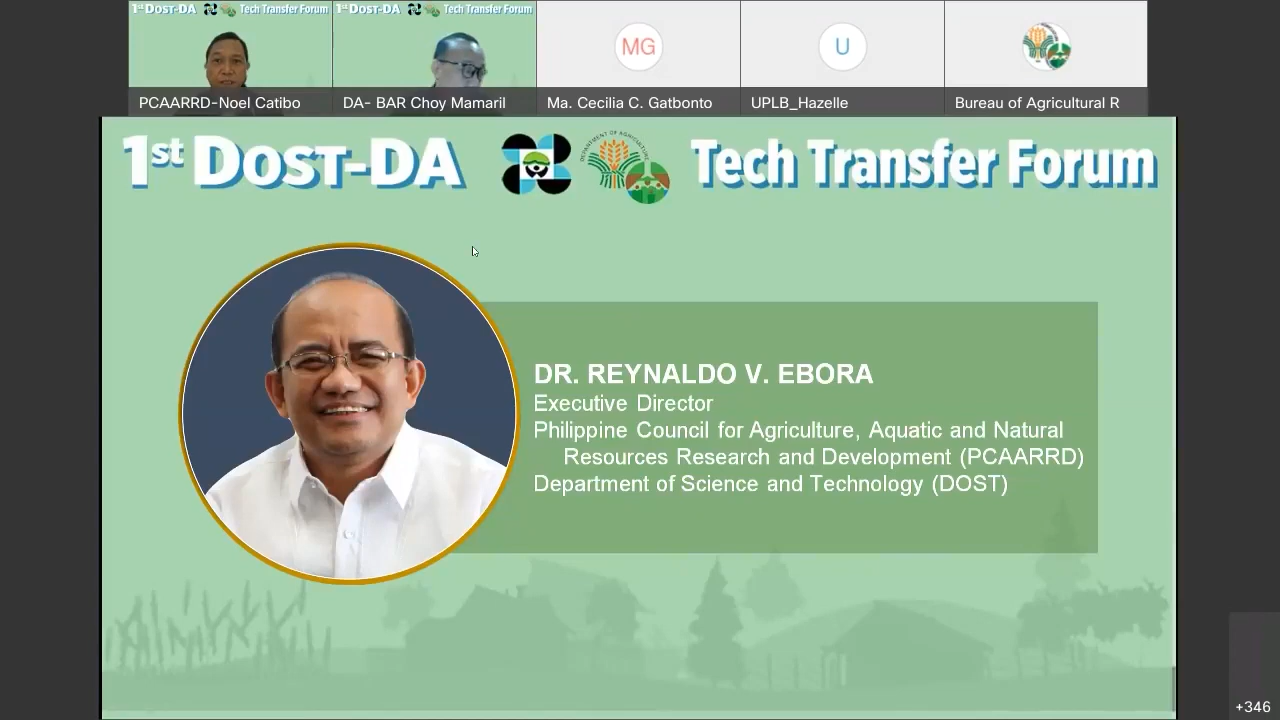 1st DOST-DA Tech Transfer Forum
1st DOST-DA Tech Transfer Forum
MG
U
PCAARRD-Noel Catibo
DA- BAR Choy Mamaril
Ma. Cecilia C. Gatbonto
UPLB_Hazelle
Bureau of Agricultural R
1st DOST-DA
DEPARTMENT OF AGRICULTURE
Tech Transfer Forum
DR. REYNALDO V. EBORA
Executive Director
Philippine Council for Agriculture, Aquatic and Natural
Resources Research and Development (PCAARRD)
Department of Science and Technology (DOST)
+346